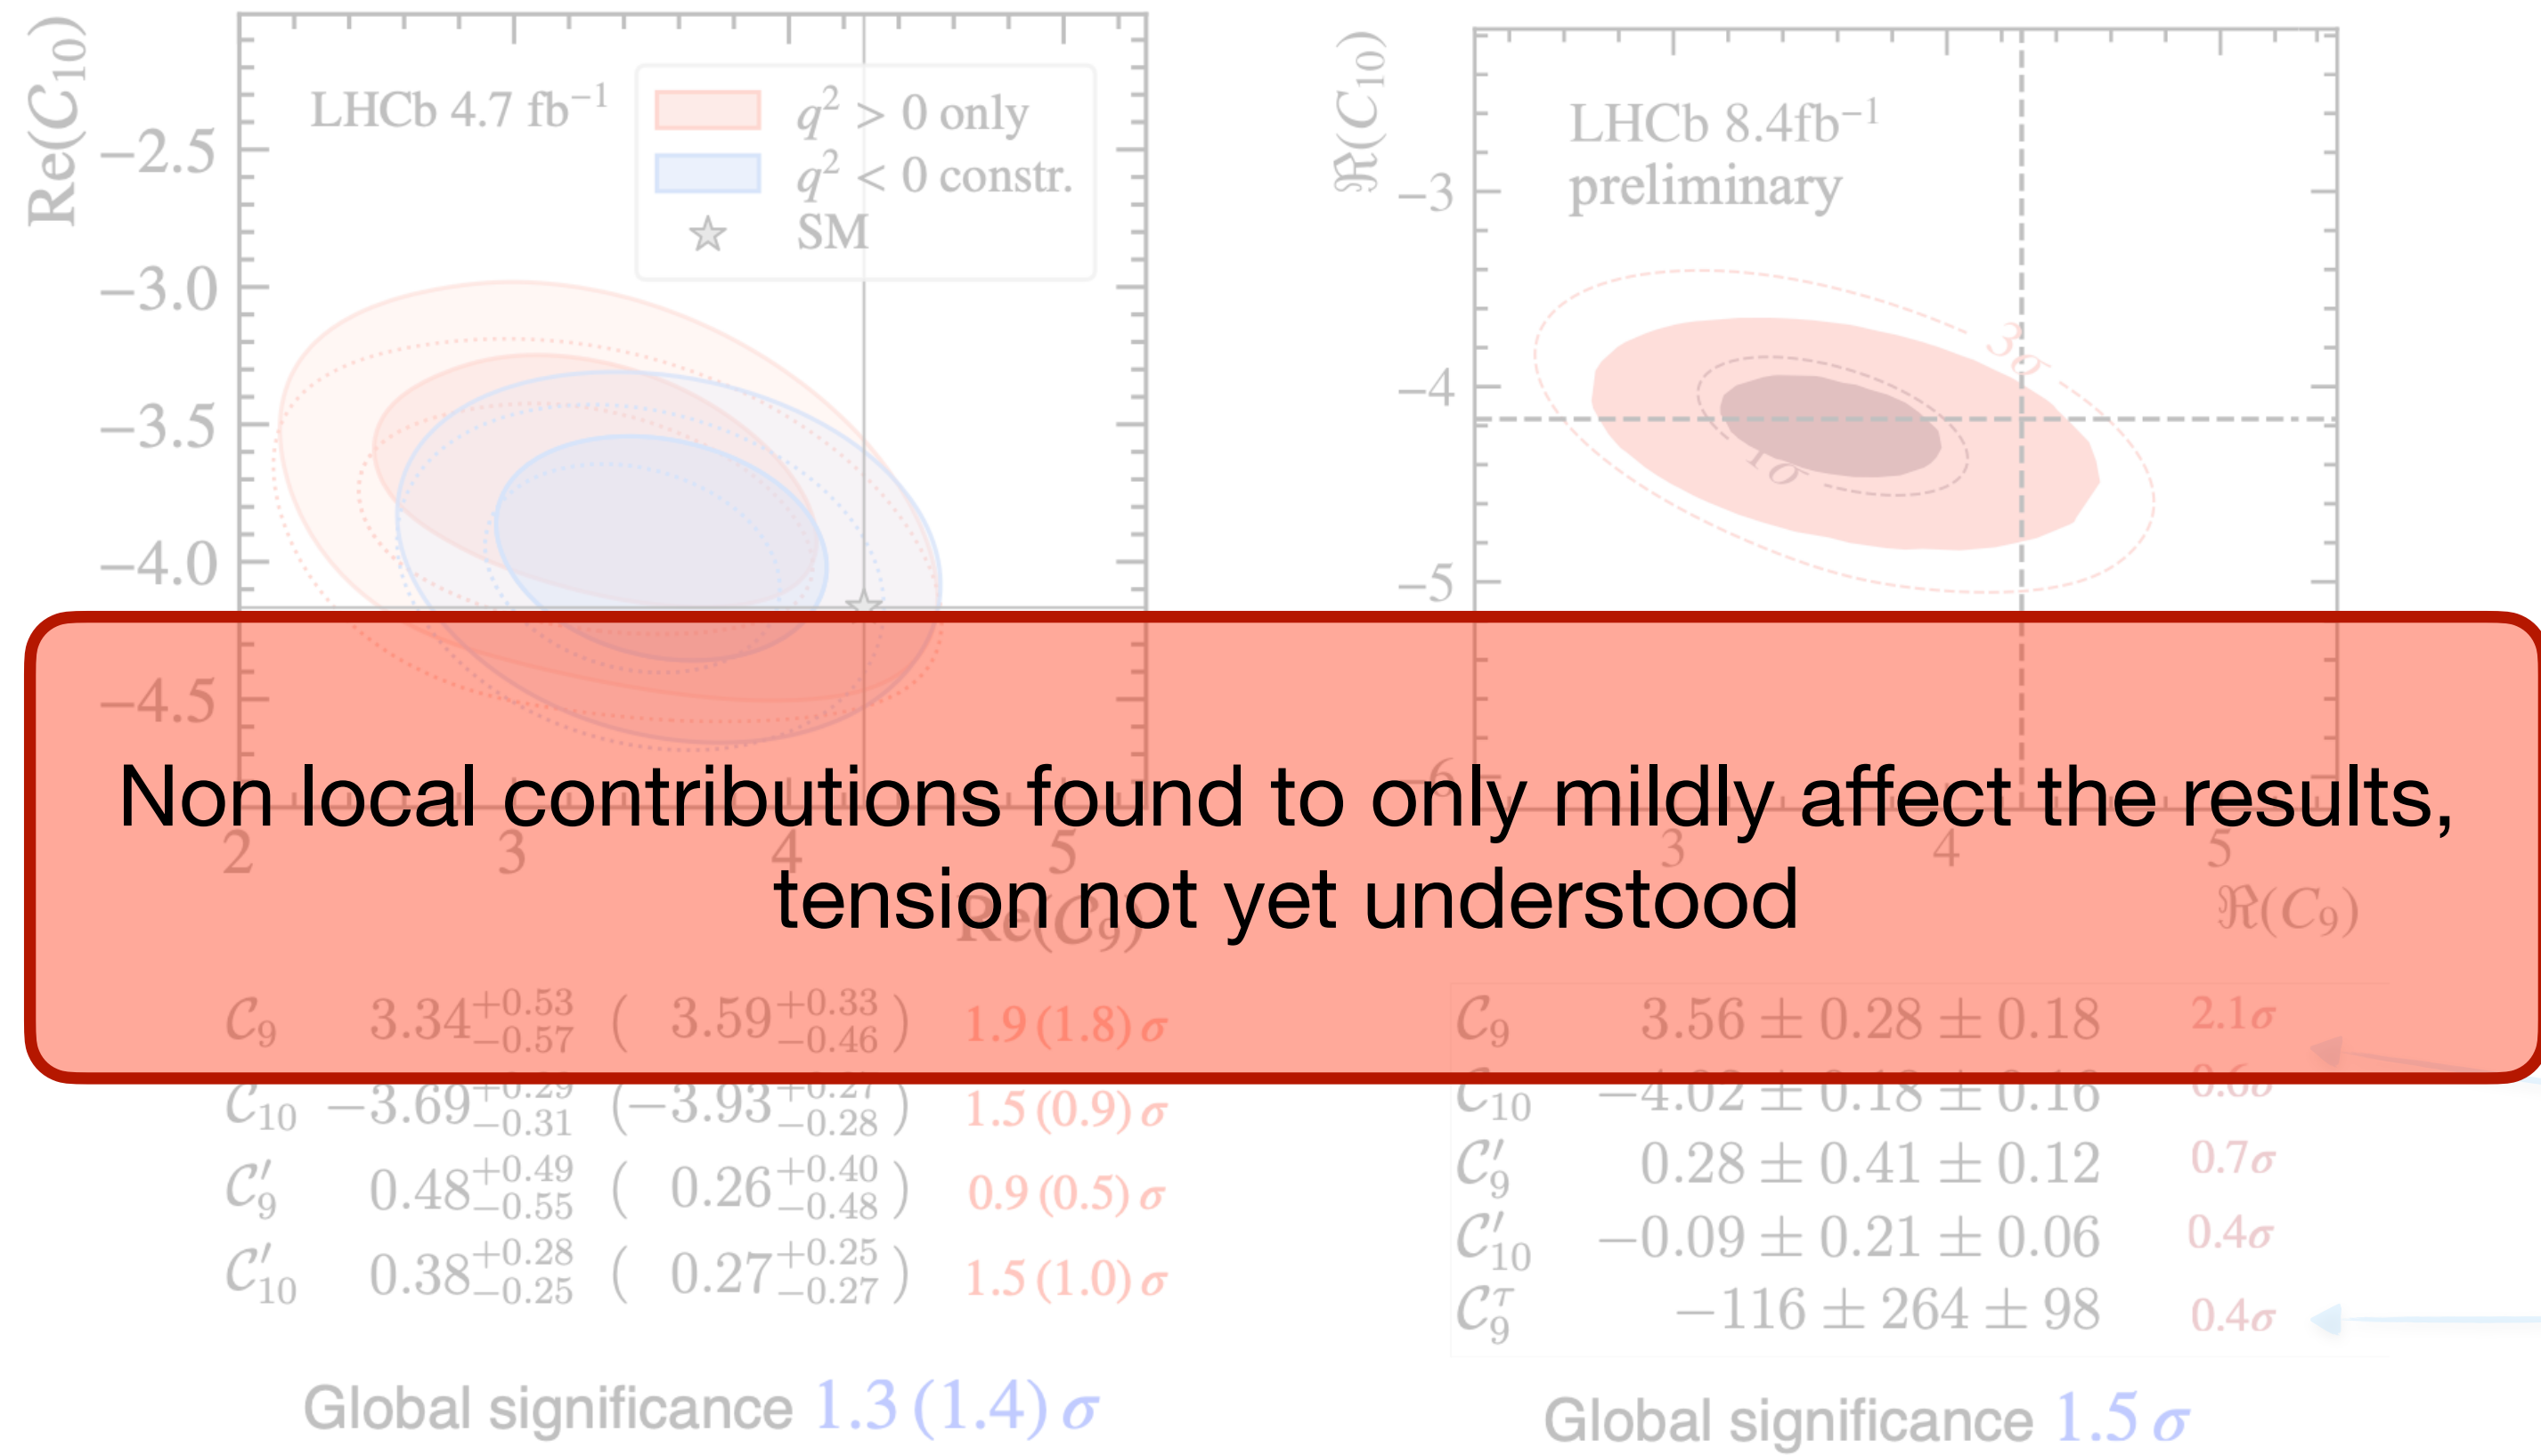 Re(C10)
LHCb 4.7 fb−1
q2 > 0 only
q2 < 0 constr.
SM
−2.5
−3.0
−3.5
−4.0
−4.5
2 3 4 5
Re(C9)
ℜ(C10)
LHCb 8.4fb−1
preliminary
3σ
1σ
−3
−4
−5
−6
3 4 5
ℜ(C9)
Non local contributions found to only mildly affect the results,
tension not yet understood
C9 3.34 +0.53 −0.57 ( 3.59 +0.33 −0.46 ) 1.9 (1.8) σ
C10 −3.69 +0.29 −0.31 (−3.93 +0.27 −0.28 ) 1.5 (0.9) σ
C′9 0.48 +0.49 −0.55 ( 0.26 +0.40 −0.48 ) 0.9 (0.5) σ
C′10 0.38 +0.28 −0.25 ( 0.27 +0.25 −0.27 ) 1.5 (1.0) σ
Global significance 1.3 (1.4) σ
C9 3.56 ± 0.28 ± 0.18 2.1σ
C10 −4.02 ± 0.18 ± 0.16 0.6σ
C′9 0.28 ± 0.41 ± 0.12 0.7σ
C′10 −0.09 ± 0.21 ± 0.06 0.4σ
Cτ9 −116 ± 264 ± 98 0.4σ
Global significance 1.5 σ